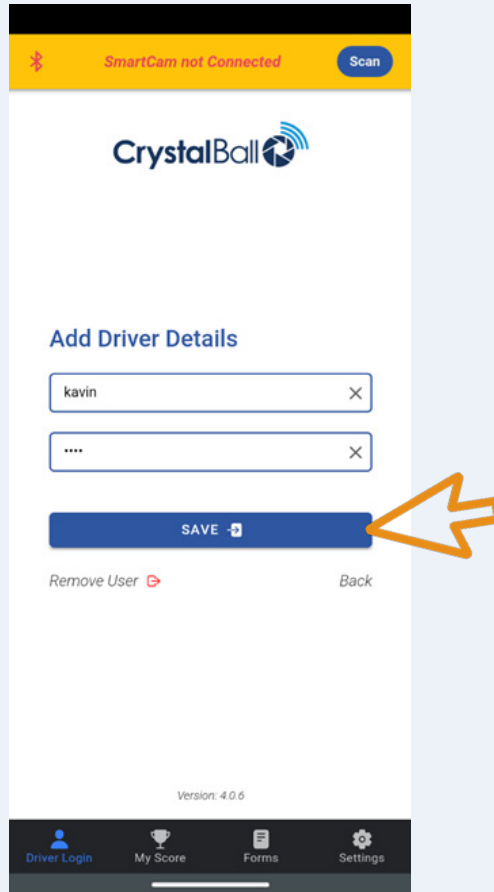 SmartCam not Connected Scan
CrystalBall
Add Driver Details
kavin
••••
SAVE
Remove User Back
Version: 4.0.6
Driver Login My Score Forms Settings